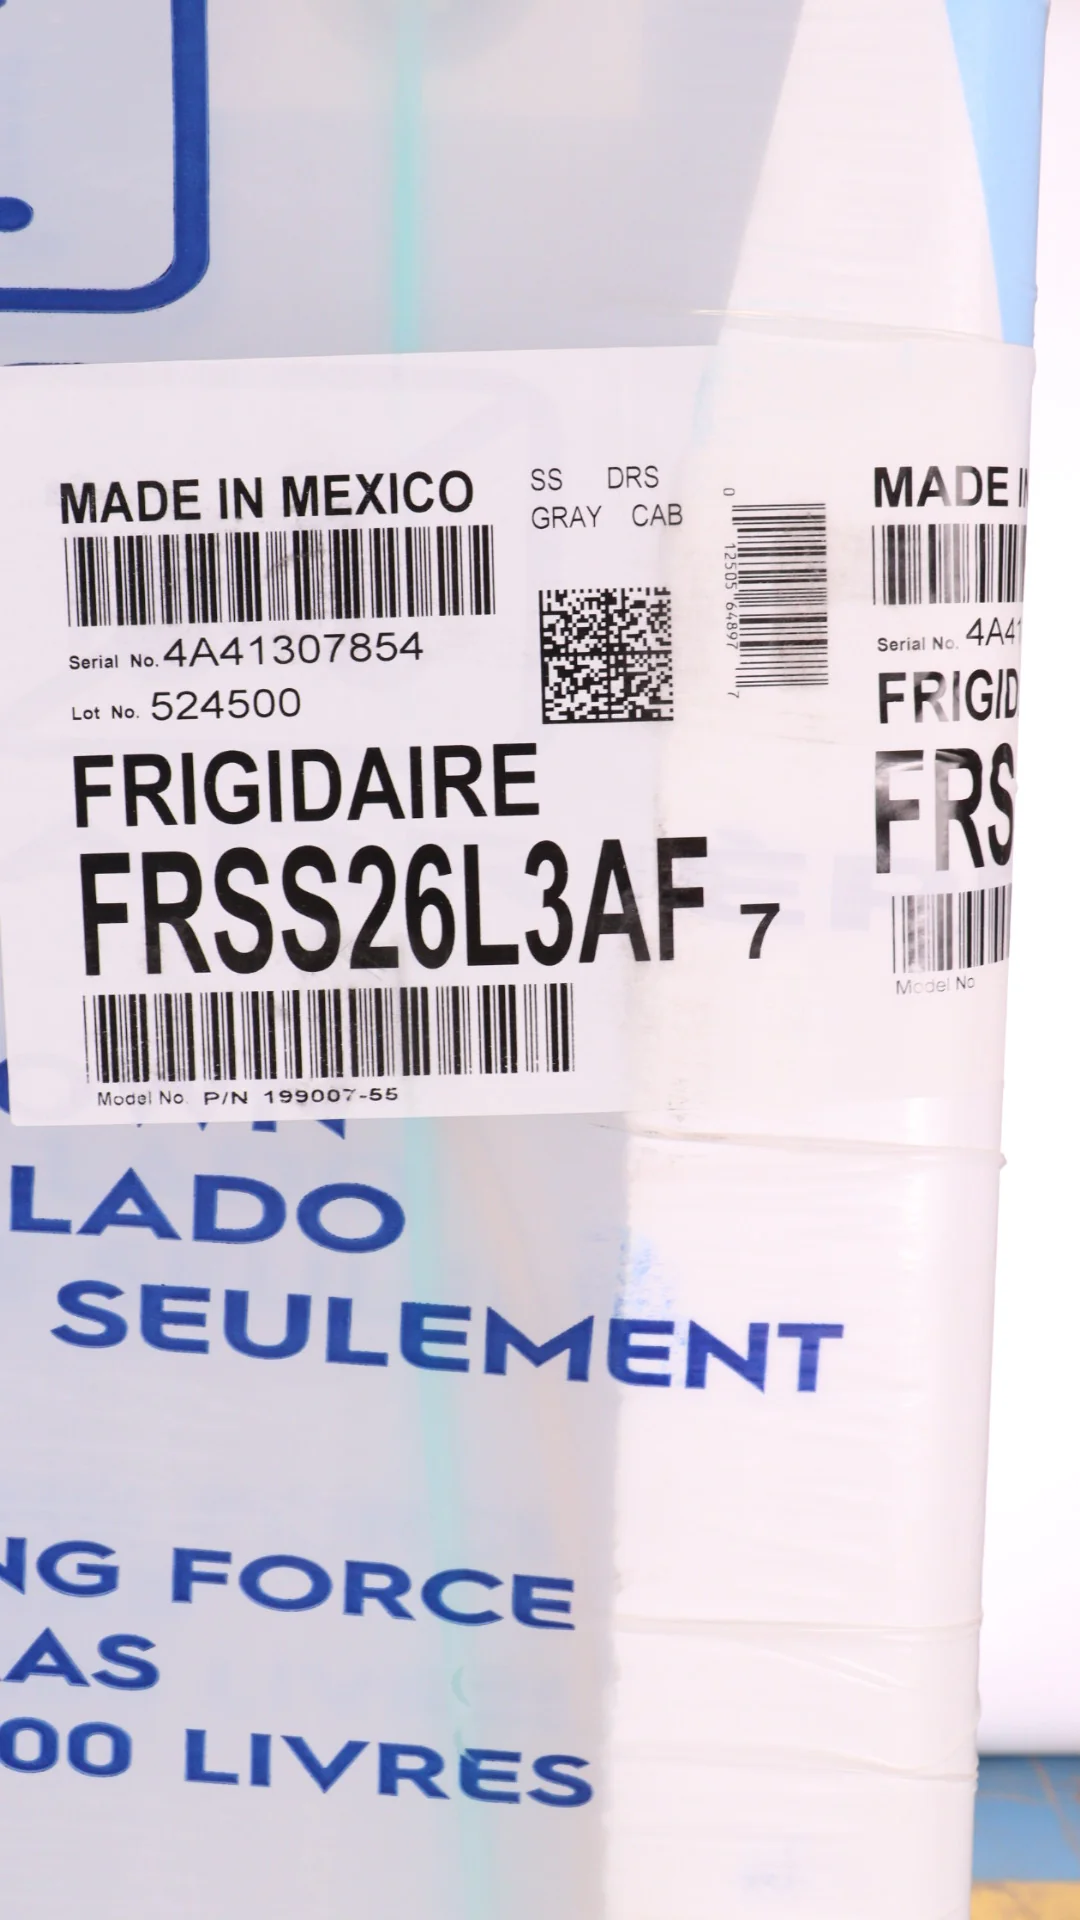 MADE IN MEXICO
SS DRS
GRAY CAB
Serial No. 4A41307854
Lot No. 524500
0 12505 64897 7
FRIGIDAIRE
FRSS26L3AF 7
Model No. P/N 199007-55
MADE IN
Serial No. 4A41
FRIGID
FRS
Model No
LADO
SEULEMENT
NG FORCE
AS
00 LIVRES